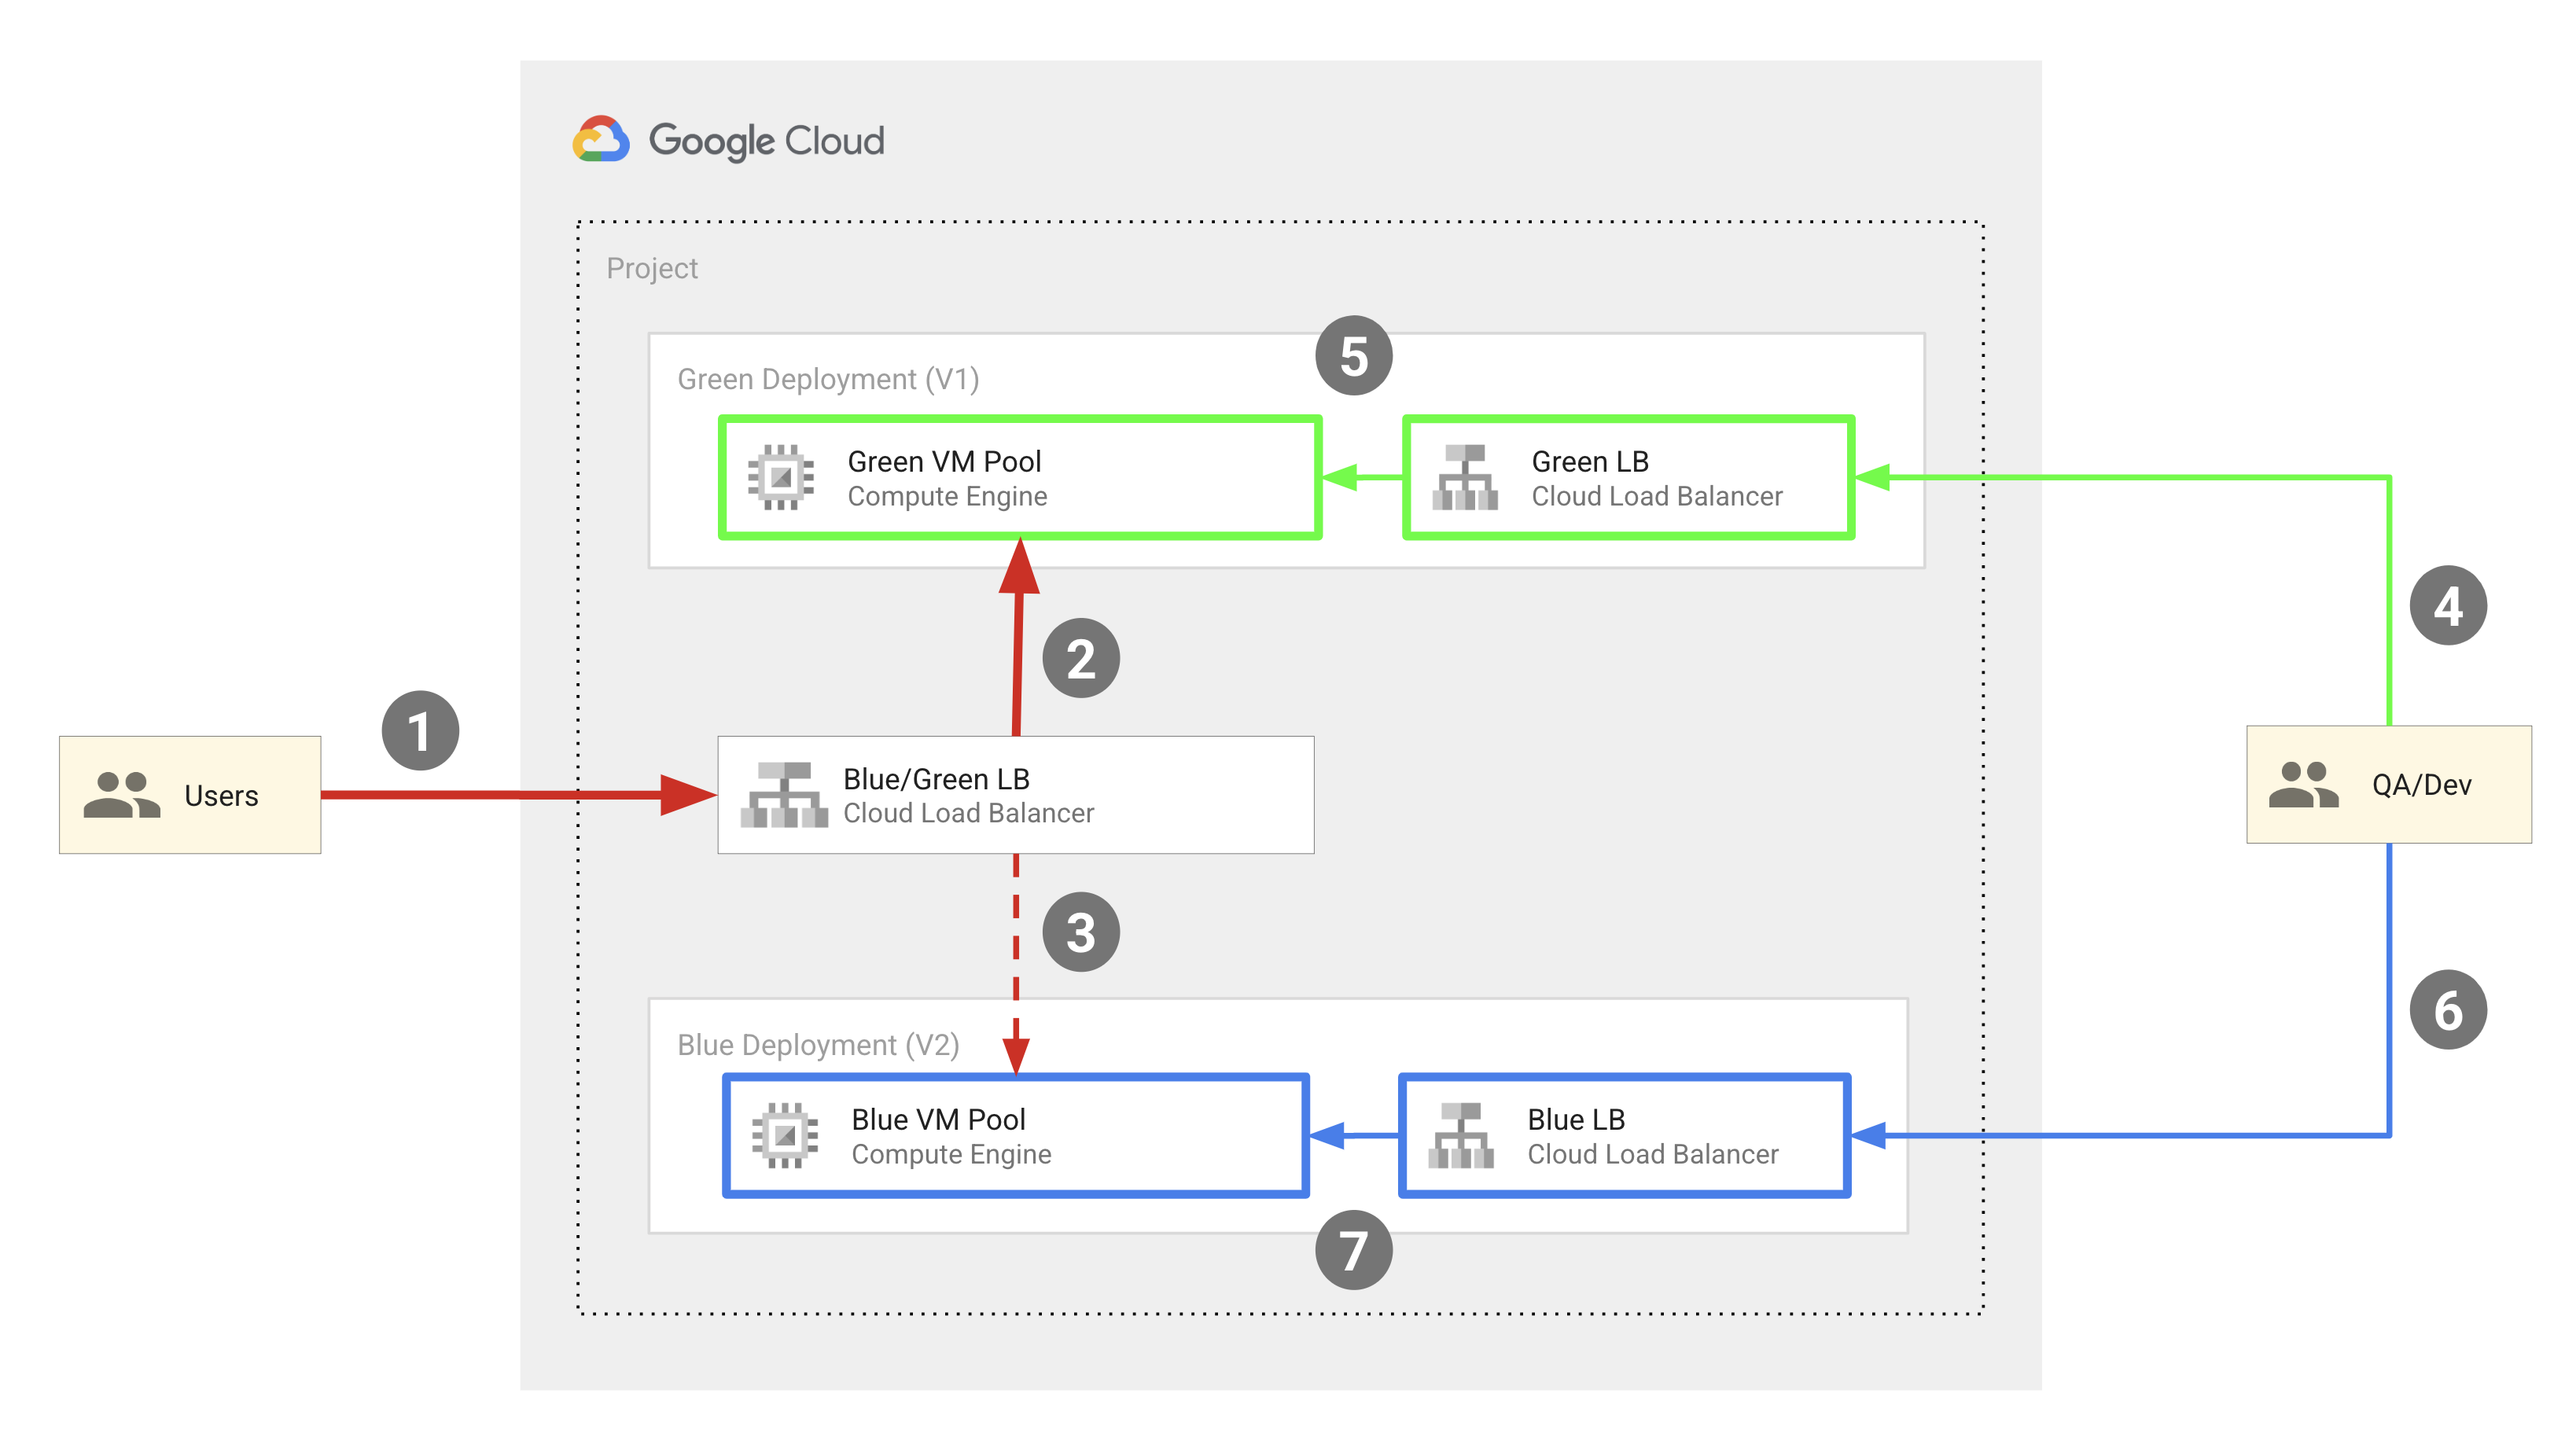 Google Cloud
Project
5
Green Deployment (V1)
Green VM Pool
Compute Engine
Green LB
Cloud Load Balancer
4
2
1
Users
Blue/Green LB
Cloud Load Balancer
QA/Dev
3
6
Blue Deployment (V2)
Blue VM Pool
Compute Engine
Blue LB
Cloud Load Balancer
7